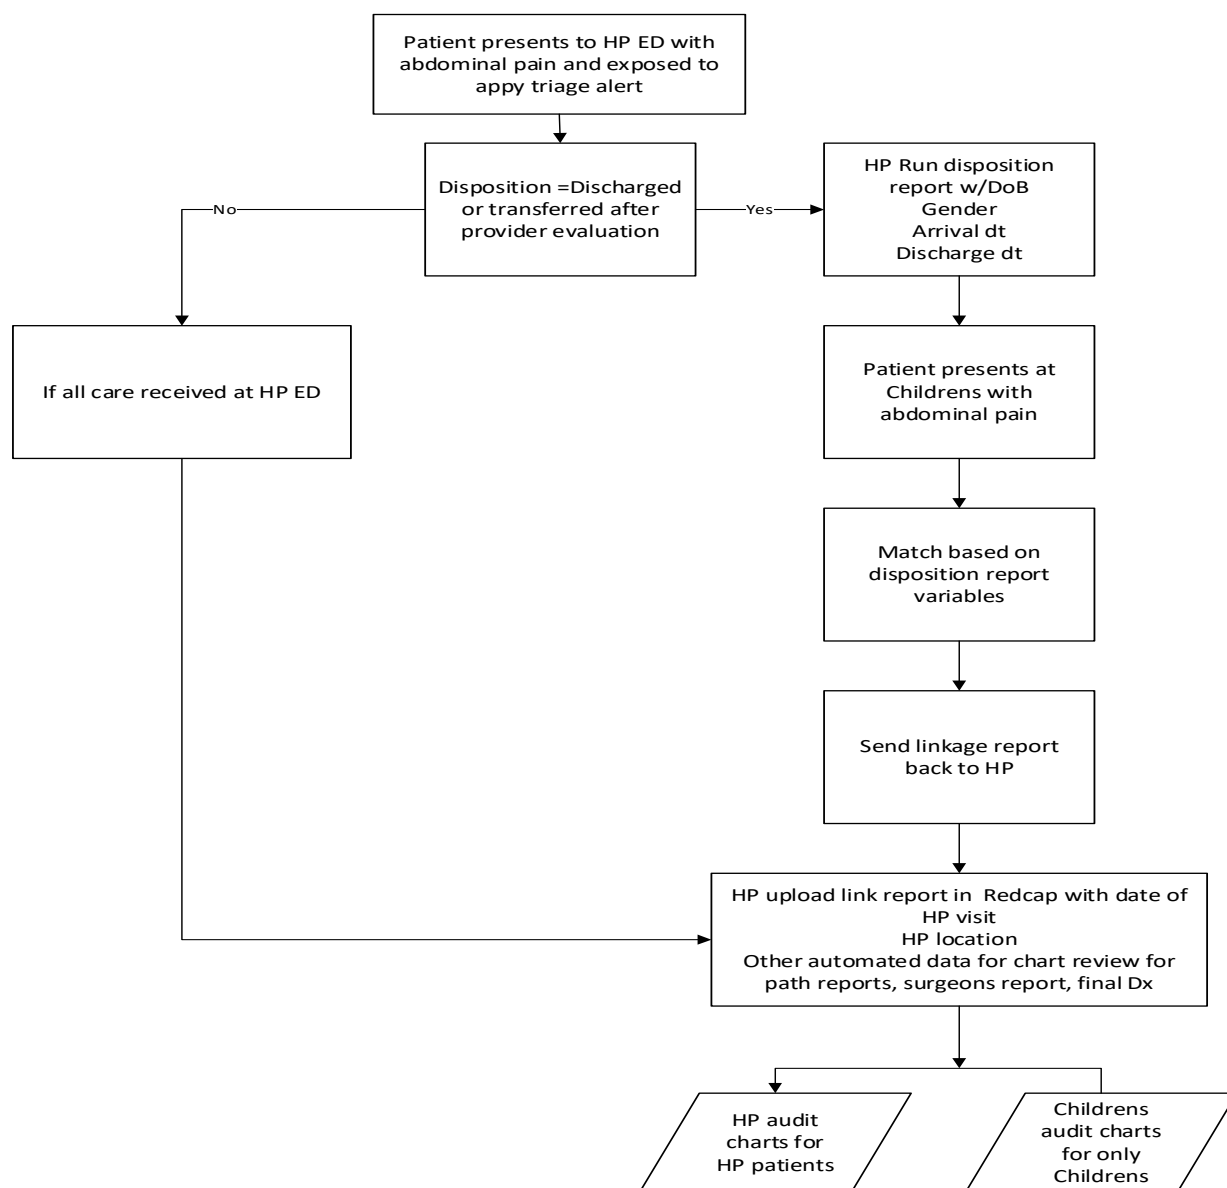 Patient presents to HP ED with
abdominal pain and exposed to
appy triage alert
Disposition =Discharged
or transferred after
provider evaluation
No
Yes
HP Run disposition
report w/DoB
Gender
Arrival dt
Discharge dt
If all care received at HP ED
Patient presents at
Childrens with
abdominal pain
Match based on
disposition report
variables
Send linkage report
back to HP
HP upload link report in Redcap with date of
HP visit
HP location
Other automated data for chart review for
path reports, surgeons report, final Dx
HP audit
charts for
HP patients
Childrens
audit charts
for only
Childrens